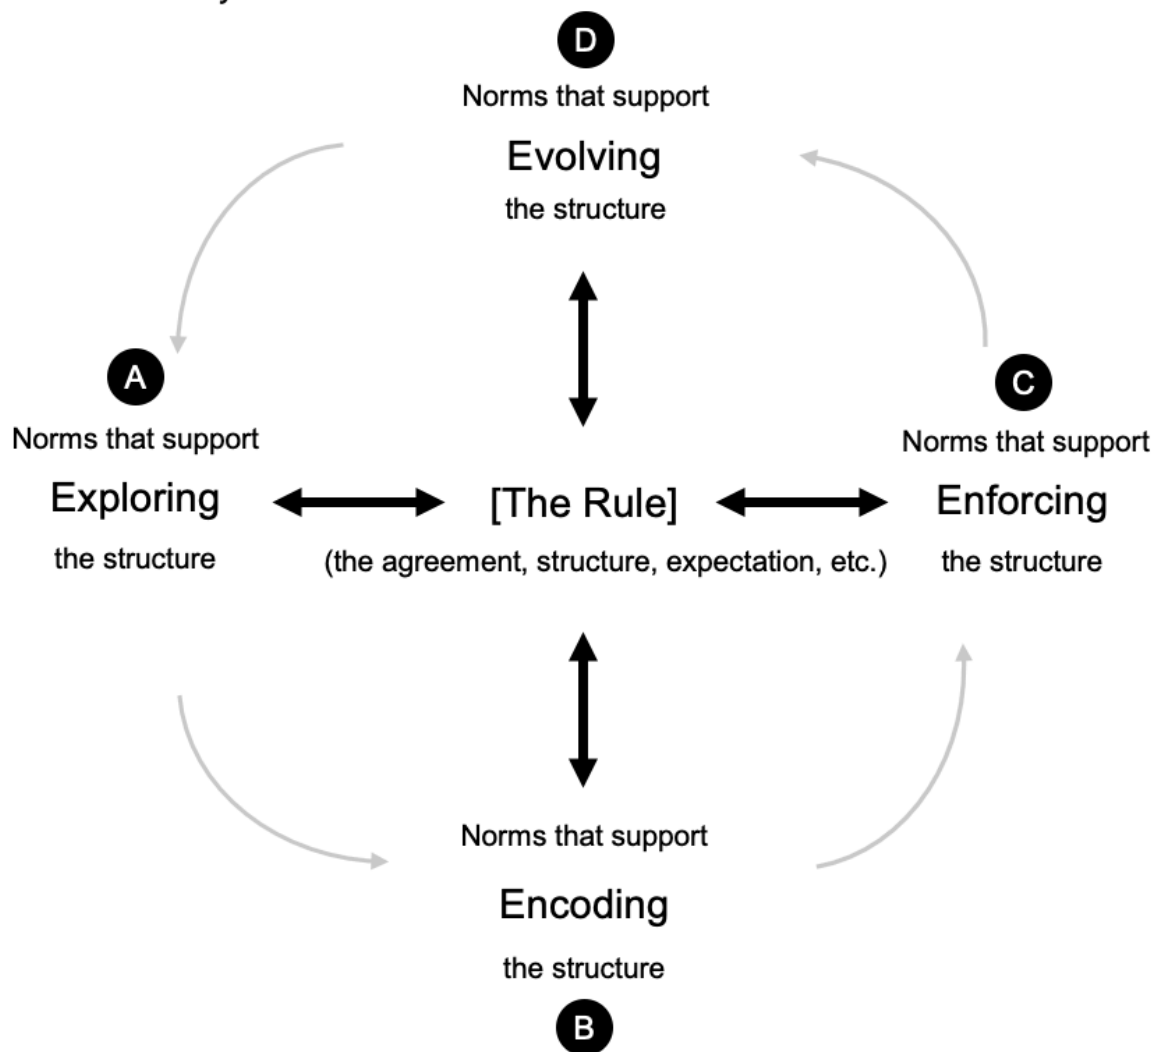 D
Norms that support
Evolving
the structure
A
Norms that support
Exploring
the structure
[The Rule]
(the agreement, structure, expectation, etc.)
C
Norms that support
Enforcing
the structure
Norms that support
Encoding
the structure
B